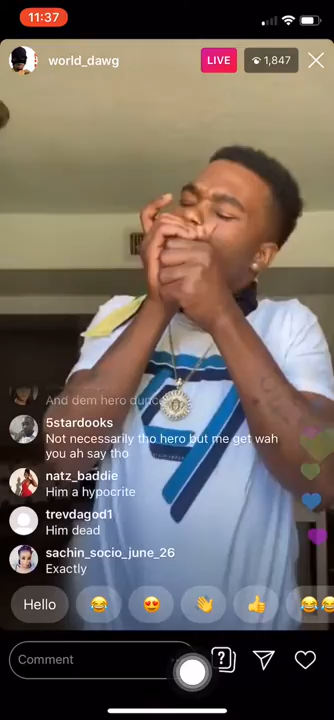 11:37
world_dawg
LIVE
1,847
And dem hero dunce
5stardooks
Not necessarily tho hero but me get wah
you ah say tho
natz_baddie
Him a hypocrite
trevdagod1
Him dead
sachin_socio_june_26
Exactly
Hello
Comment